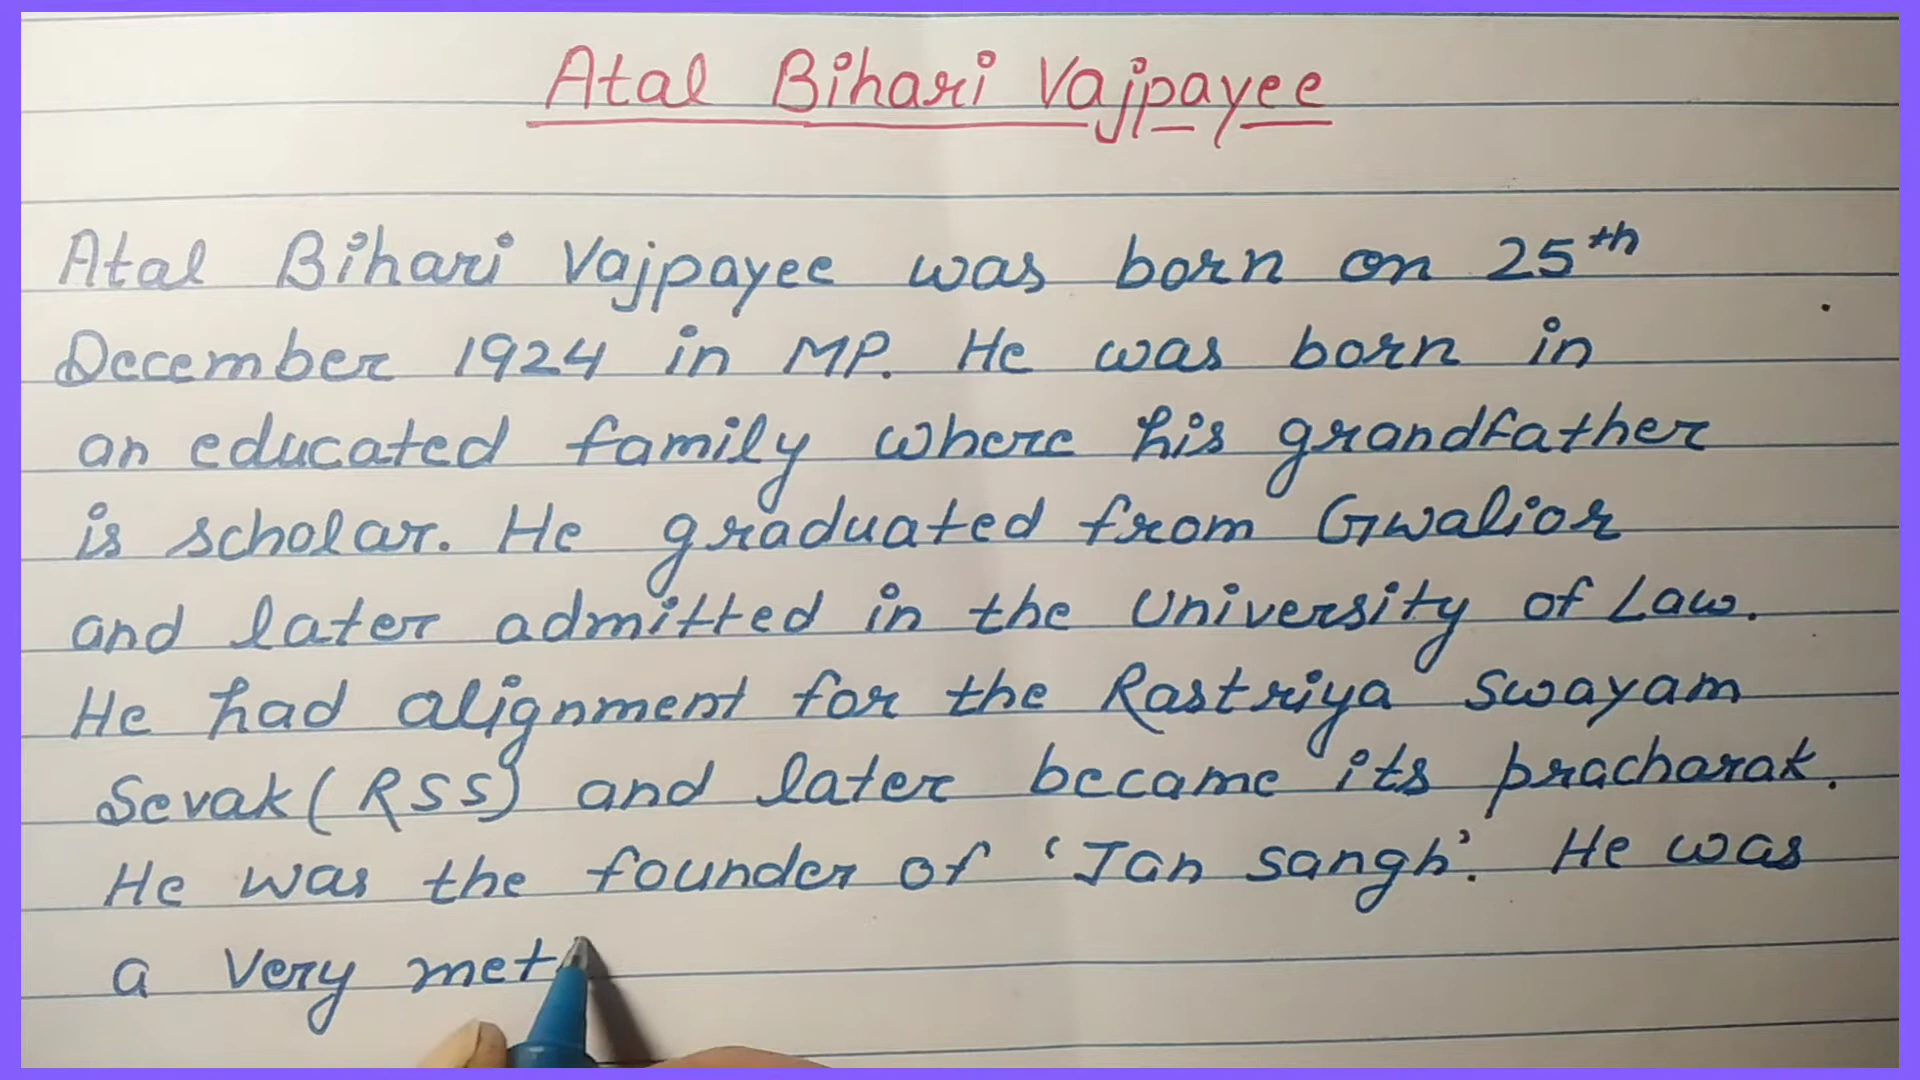 Atal Bihari Vajpayee
Atal Bihari Vajpayee was born on 25th
December 1924 in MP. He was born in
an educated family where his grandfather
is scholar. He graduated from Gwalior
and later admitted in the University of Law.
He had alignment for the Rastriya Swayam
Sevak (RSS) and later became its pracharak.
He was the founder of 'Jan Sangh'. He was
a very met